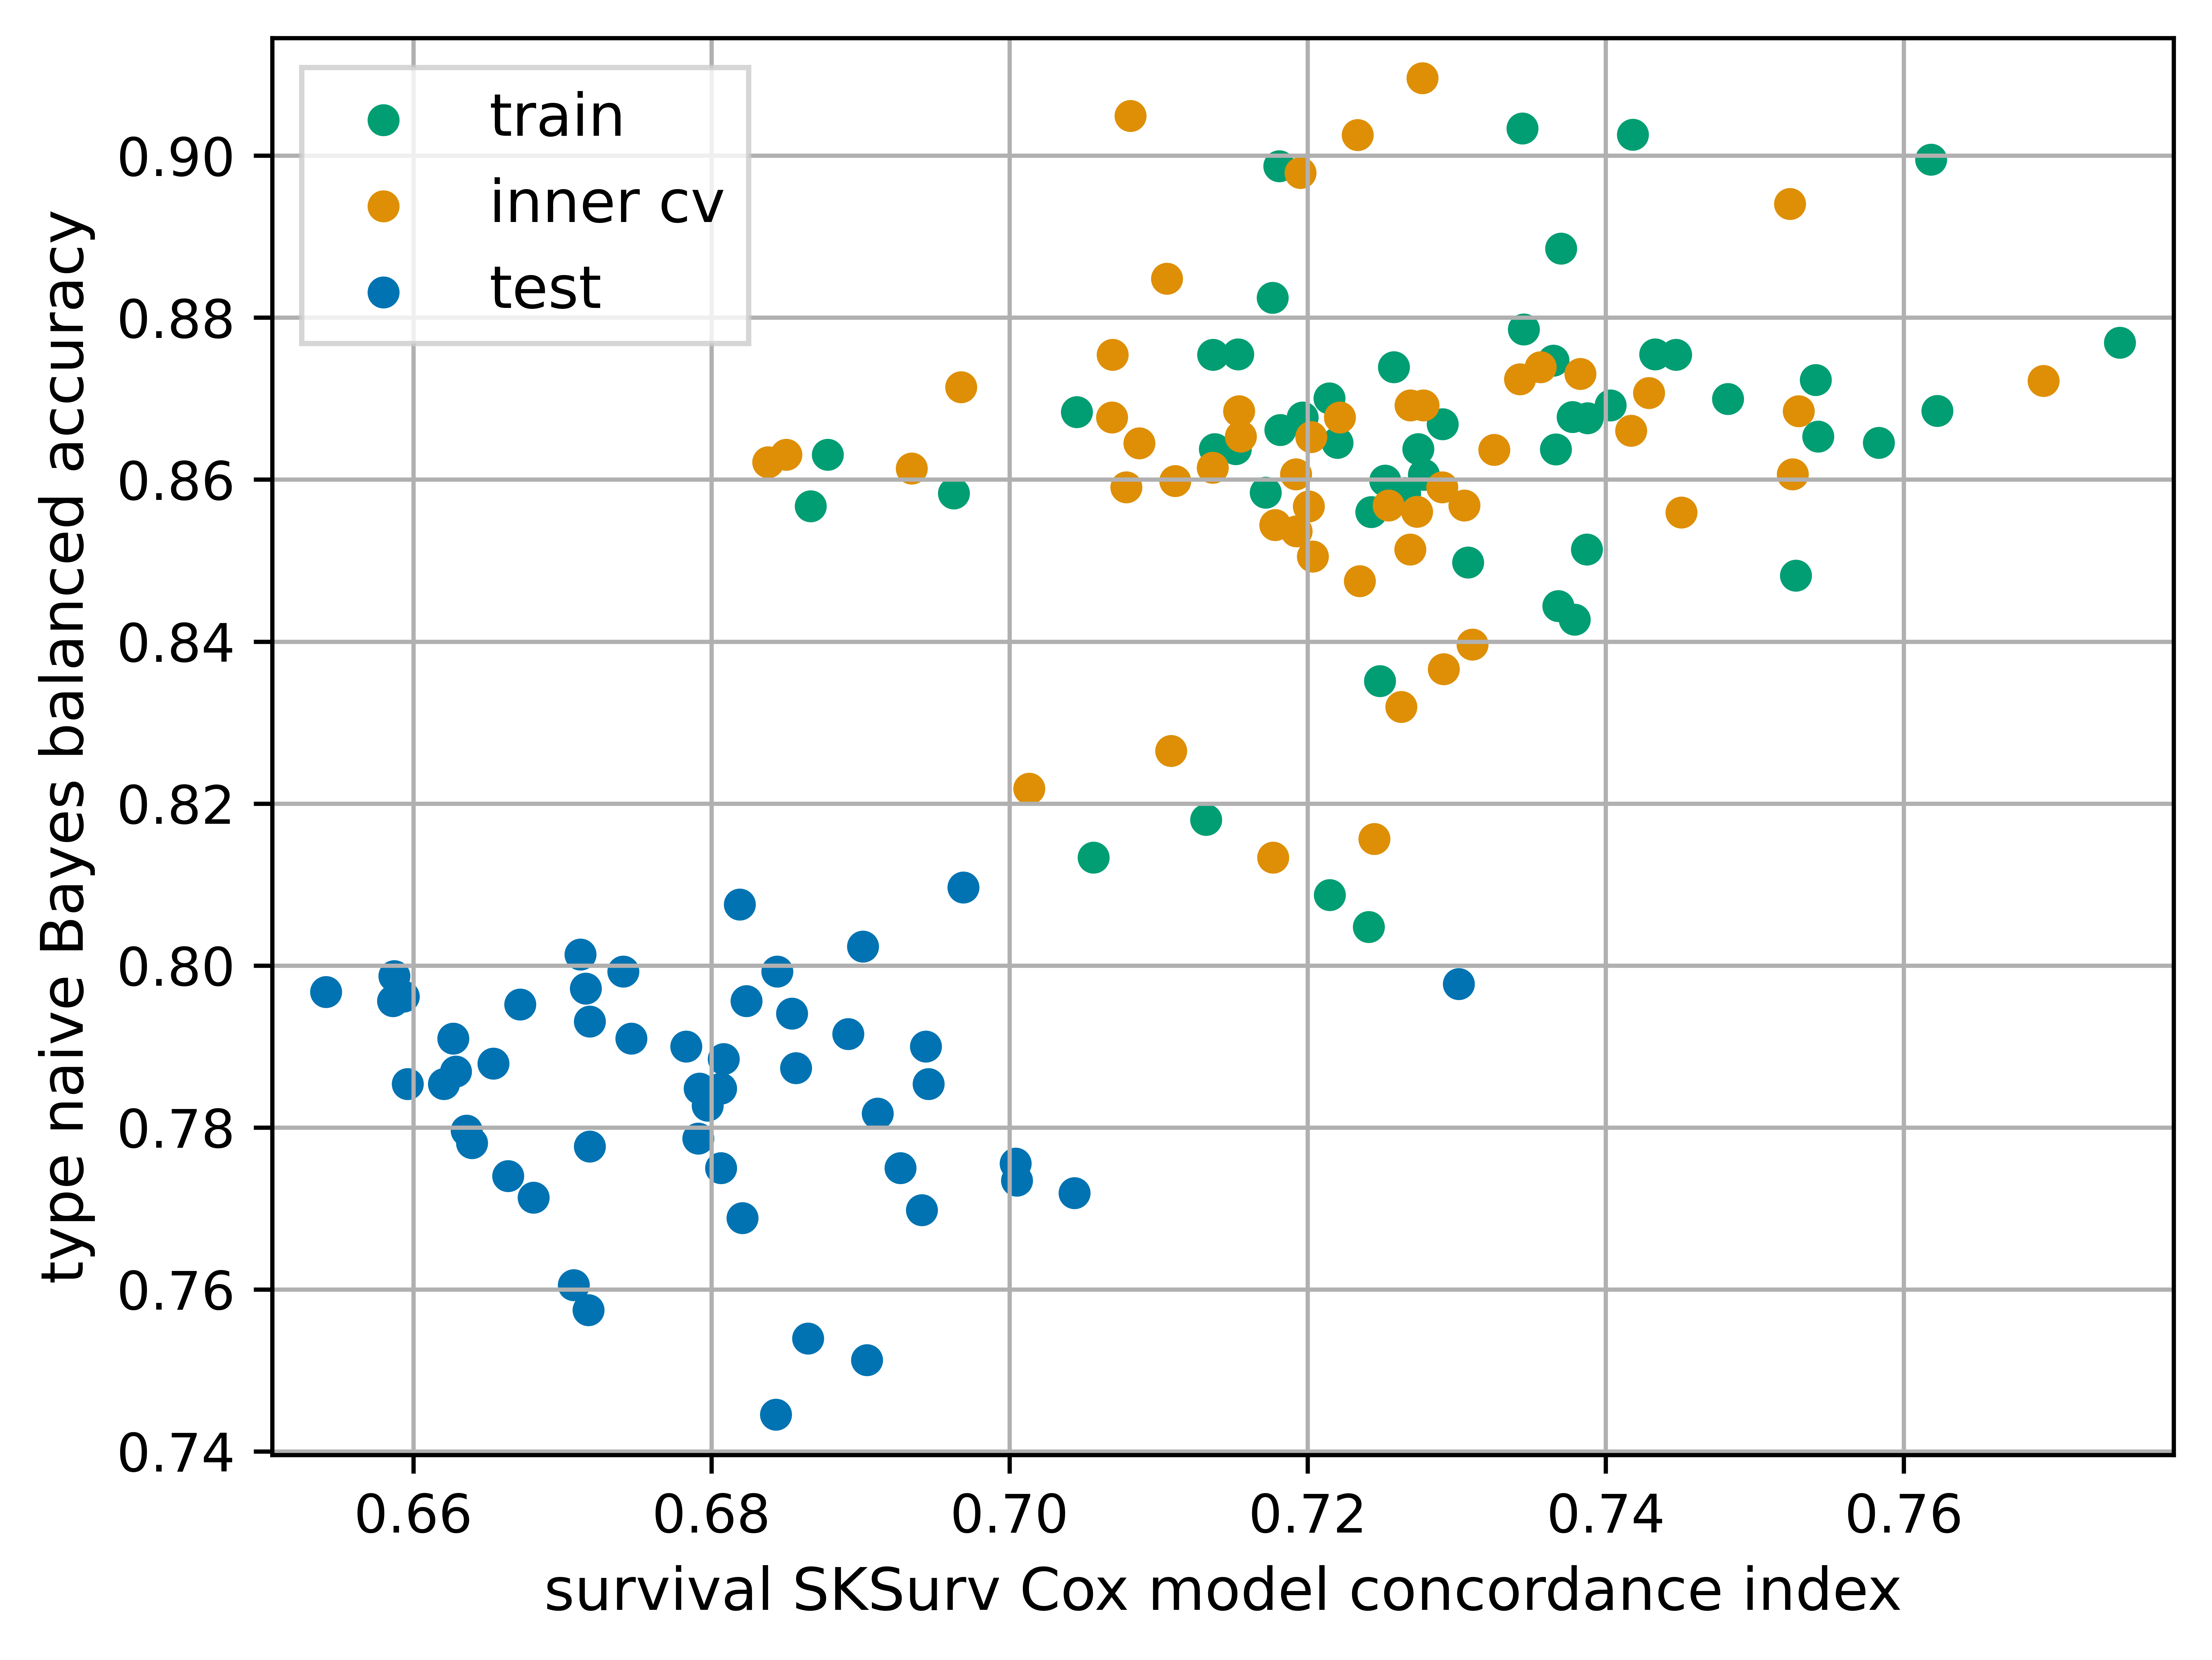 train
inner cv
test
type naive Bayes balanced accuracy
0.90
0.88
0.86
0.84
0.82
0.80
0.78
0.76
0.74
0.66 0.68 0.70 0.72 0.74 0.76
survival SKSurv Cox model concordance index